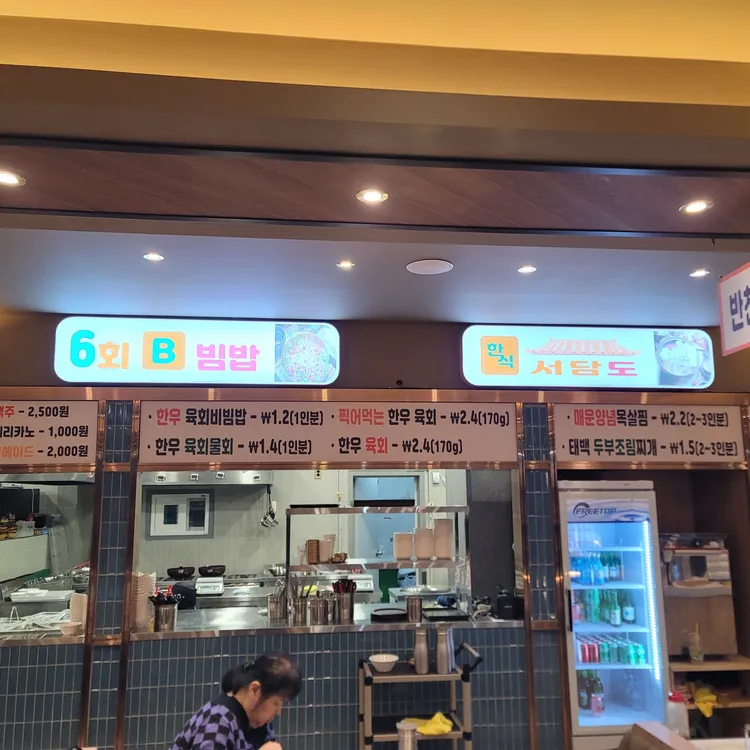 6회 B 빔밥
한식 서담도
반찬
맥주 - 2,500원
리카노 - 1,000원
에이드 - 2,000원
· 한우 육회비빔밥 - ₩1.2(1인분)
· 한우 육회물회 - ₩1.4(1인분)
· 찍어먹는 한우 육회 - ₩2.4(170g)
· 한우 육회 - ₩2.4(170g)
· 매운양념목살찜 - ₩2.2(2~3인분)
· 태백 두부조림찌개 - ₩1.5(2~3인분)
FREETOP